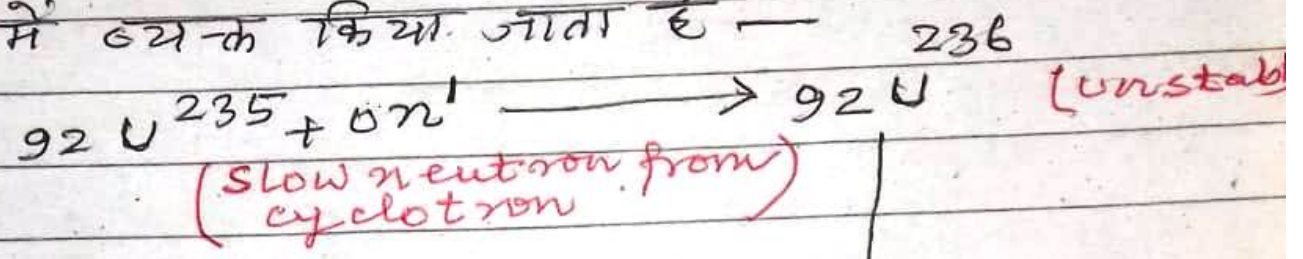 में व्यक्त किया जाता है —
92U²³⁵ + 0n¹ ⟶ 92U²³⁶ (unstab
(slow neutron from cyclotron)